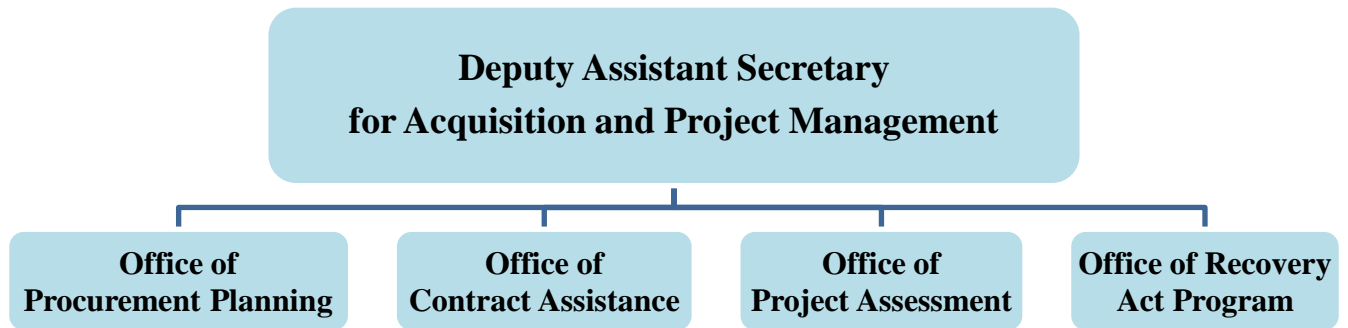 Deputy Assistant Secretary
for Acquisition and Project Management
Office of
Procurement Planning
Office of
Contract Assistance
Office of
Project Assessment
Office of Recovery
Act Program